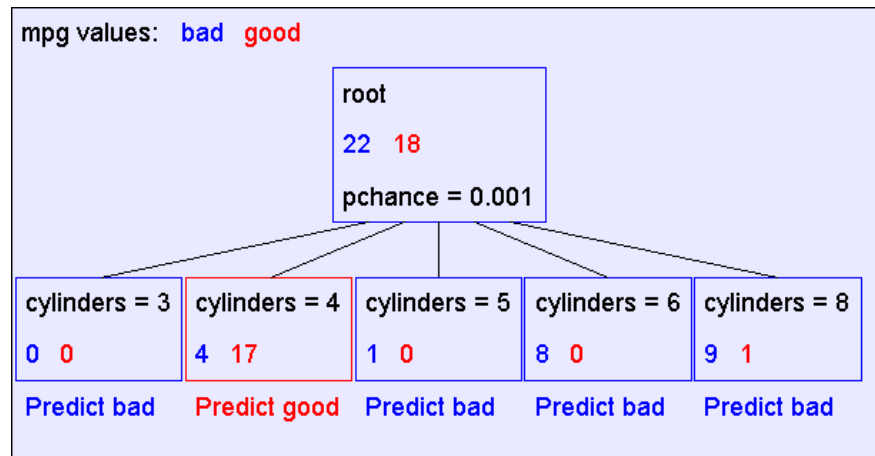 mpg values: bad good
root
22 18
pchance = 0.001
cylinders = 3 cylinders = 4 cylinders = 5 cylinders = 6 cylinders = 8
0 0 4 17 1 0 8 0 9 1
Predict bad Predict good Predict bad Predict bad Predict bad